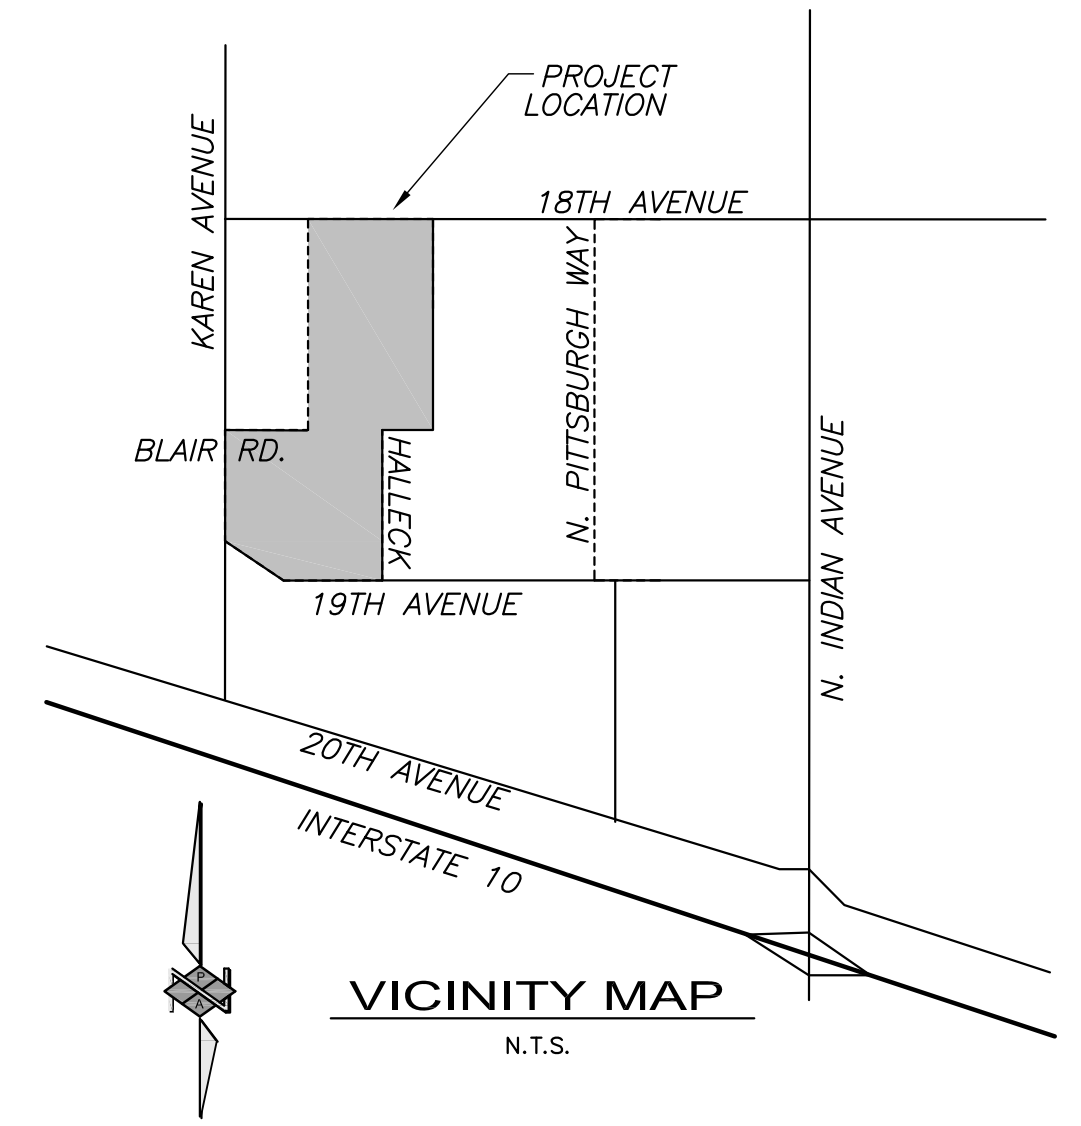 PROJECT
LOCATION
KAREN AVENUE
18TH AVENUE
N. PITTSBURGH WAY
BLAIR RD.
HALLECK
N. INDIAN AVENUE
19TH AVENUE
20TH AVENUE
INTERSTATE 10
P
N
A
VICINITY MAP
N.T.S.